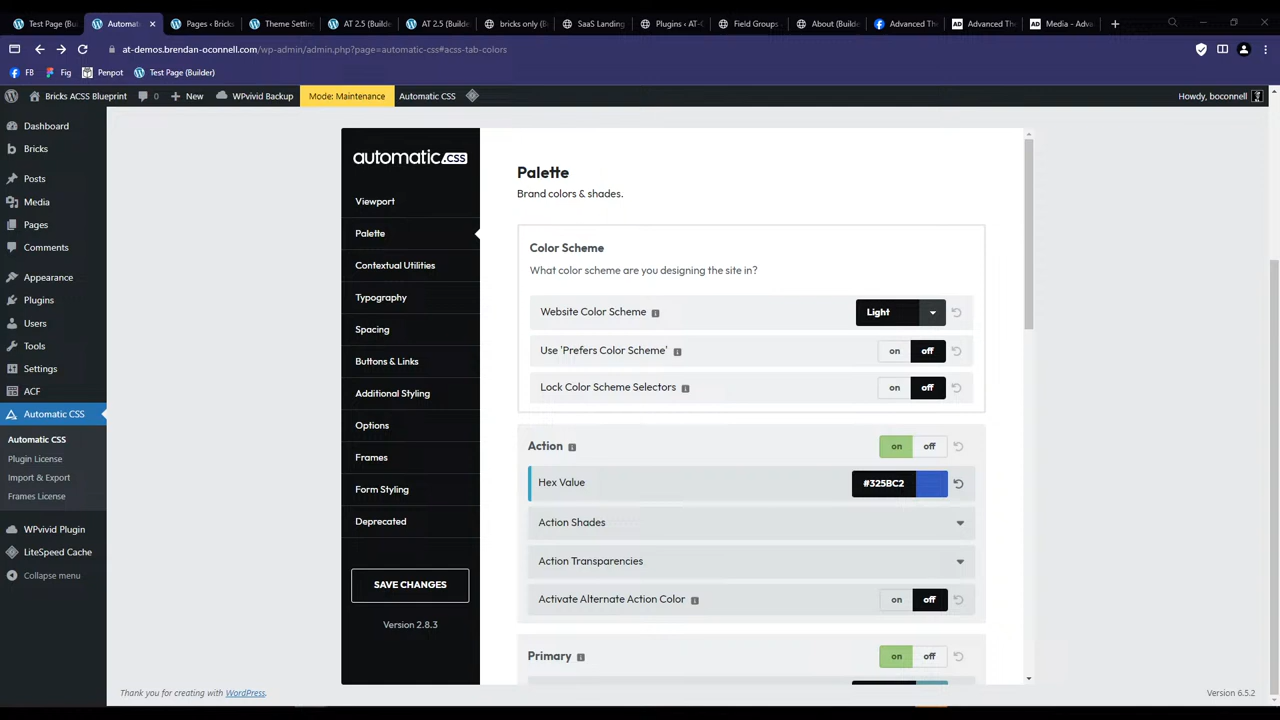 Test Page (Build
Automat
Pages ‹ Bricks
Theme Settin
AT 2.5 (Builde
AT 2.5 (Builde
bricks only (B
SaaS Landing
Plugins ‹ AT-C
Field Groups
About (Builde
Advanced The
Advanced The
Media - Adva
at-demos.brendan-oconnell.com/wp-admin/admin.php?page=automatic-css#acss-tab-colors
FB
Fig
Penpot
Test Page (Builder)
Bricks ACSS Blueprint
0
New
WPvivid Backup
Mode: Maintenance
Automatic CSS
Howdy, boconnell
Dashboard
Bricks
Posts
Media
Pages
Comments
Appearance
Plugins
Users
Tools
Settings
ACF
Automatic CSS
Automatic CSS
Plugin License
Import & Export
Frames License
WPvivid Plugin
LiteSpeed Cache
Collapse menu
automatic.css
Viewport
Palette
Contextual Utilities
Typography
Spacing
Buttons & Links
Additional Styling
Options
Frames
Form Styling
Deprecated
SAVE CHANGES
Version 2.8.3
Palette
Brand colors & shades.
Color Scheme
What color scheme are you designing the site in?
Website Color Scheme
Light
Use 'Prefers Color Scheme'
on off
Lock Color Scheme Selectors
on off
Action
on off
Hex Value
#325BC2
Action Shades
Action Transparencies
Activate Alternate Action Color
on off
Primary
on off
Thank you for creating with WordPress.
Version 6.5.2